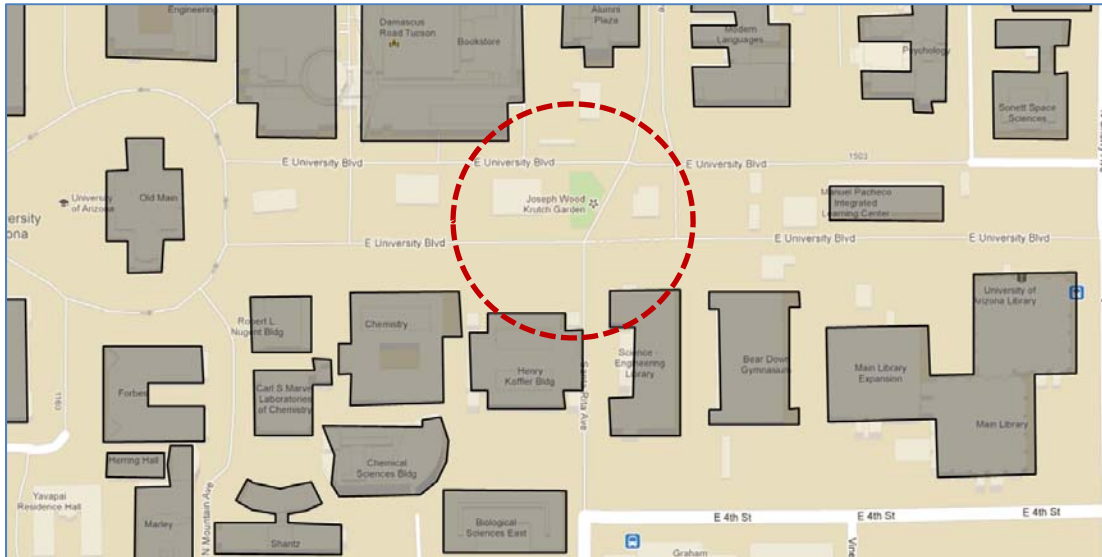 Engineering
Damascus
Road Tucson
Bookstore
Alumni
Plaza
Modern
Languages
Psychology
Sonett Space
Sciences
E University Blvd
E University Blvd
E University Blvd
1503
University
of Arizona
Old Main
Joseph Wood
Krutch Garden
Manuel Pacheco
Integrated
Learning Center
ersity
ona
E University Blvd
E University Blvd
E University Blvd
University of
Arizona Library
Robert L.
Nugent Bldg
Chemistry
Science -
Engineering
Library
Bear Down
Gymnasium
Main Library
Expansion
Henry
Koffler Bldg
Santa Rita Ave
Forbes
Carl S Marvel
Laboratories
of Chemistry
1163
Main Library
Herring Hall
Chemical
Sciences Bldg
Yavapai
Residence Hall
N Mountain Ave
Marley
Shantz
Biological
Sciences East
E 4th St
E 4th St
E 4th St
Vine
Graham